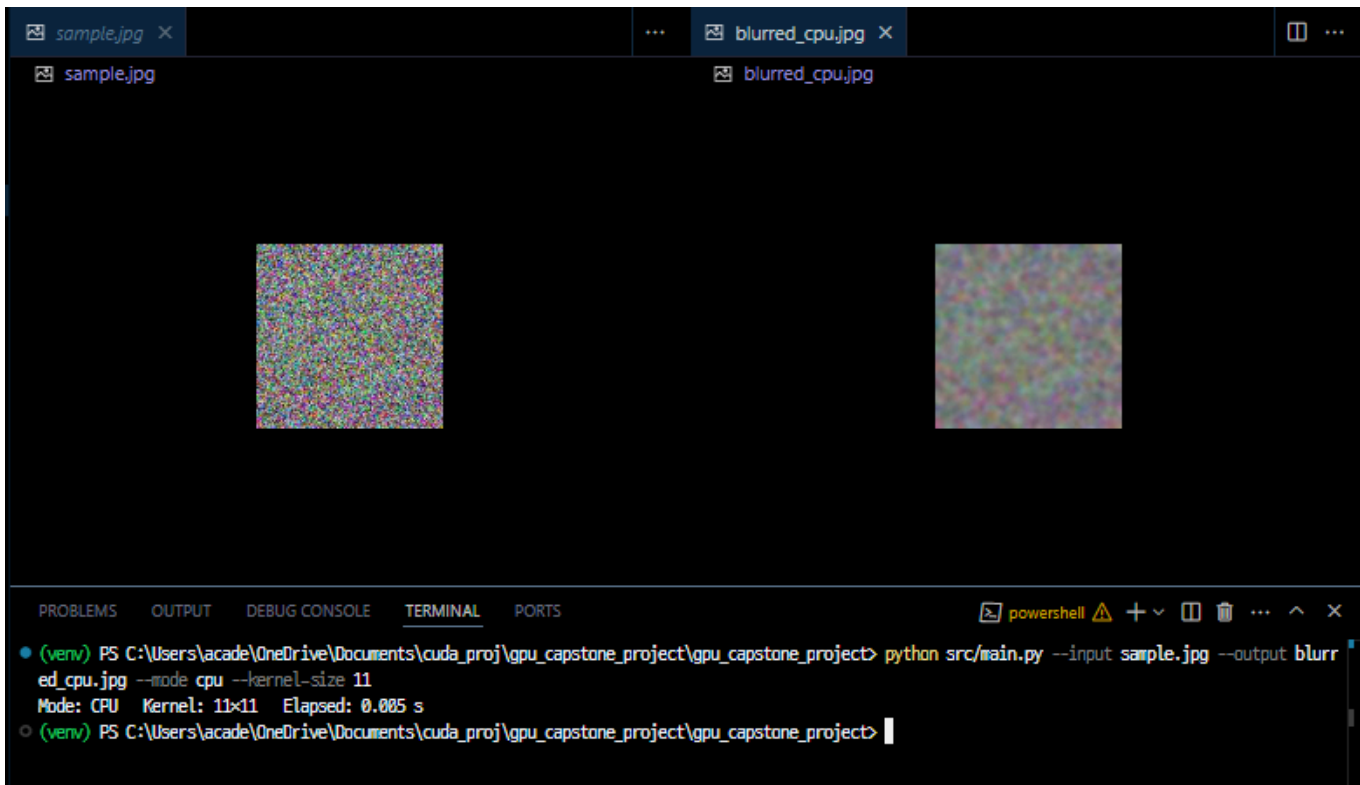 sample.jpg
blurred_cpu.jpg
sample.jpg
blurred_cpu.jpg
PROBLEMS OUTPUT DEBUG CONSOLE TERMINAL PORTS powershell
(venv) PS C:\Users\acade\OneDrive\Documents\cuda_proj\gpu_capstone_project\gpu_capstone_project> python src/main.py --input sample.jpg --output blurr
ed_cpu.jpg --mode cpu --kernel-size 11
Mode: CPU Kernel: 11×11 Elapsed: 0.005 s
(venv) PS C:\Users\acade\OneDrive\Documents\cuda_proj\gpu_capstone_project\gpu_capstone_project>